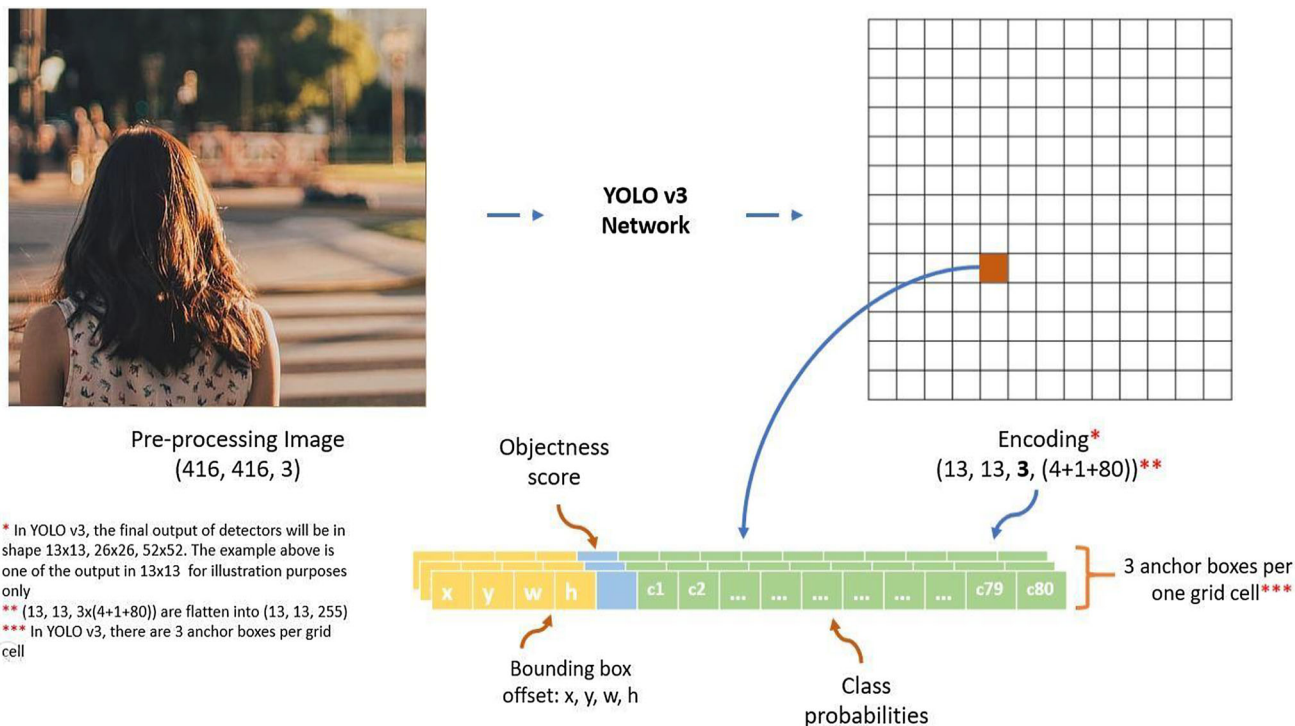 YOLO v3
Network
Pre-processing Image
(416, 416, 3)
Objectness
score
Encoding*
(13, 13, 3, (4+1+80))**
* In YOLO v3, the final output of detectors will be in
shape 13x13, 26x26, 52x52. The example above is
one of the output in 13x13 for illustration purposes
only
** (13, 13, 3x(4+1+80)) are flatten into (13, 13, 255)
*** In YOLO v3, there are 3 anchor boxes per grid
cell
x y w h c1 c2 ... ... ... ... ... ... c79 c80
3 anchor boxes per
one grid cell***
Bounding box
offset: x, y, w, h
Class
probabilities